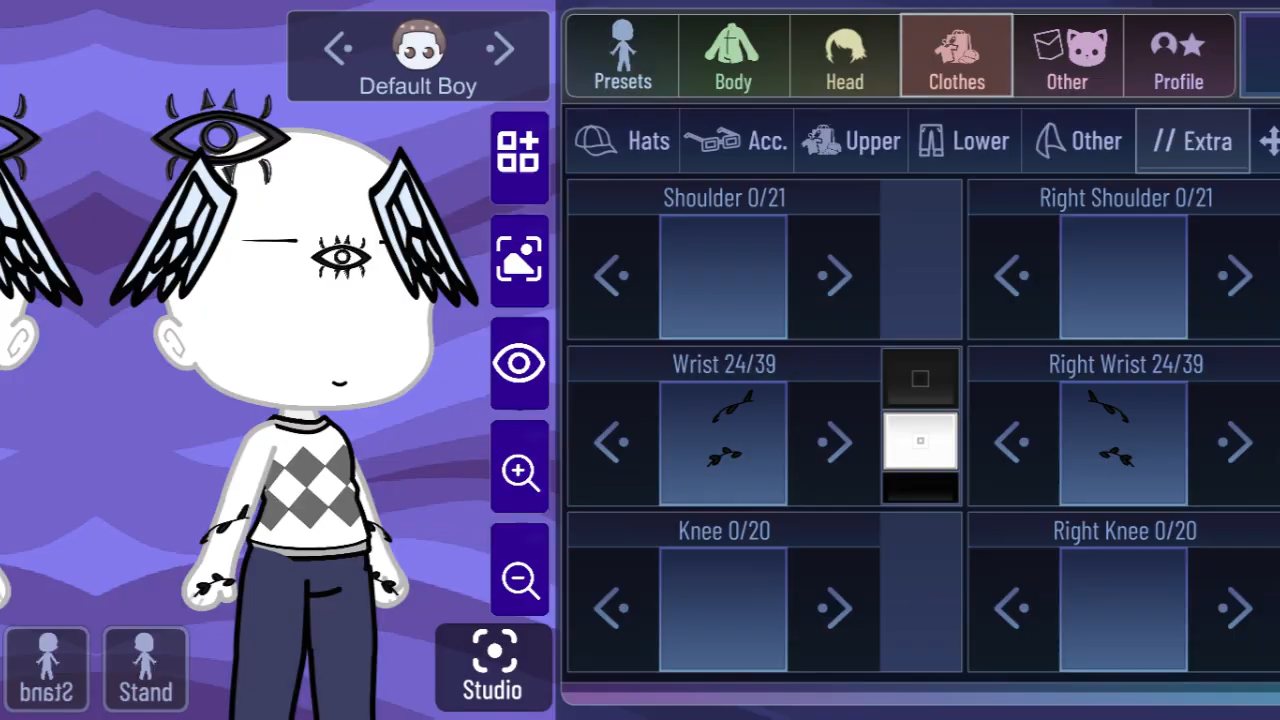 Default Boy
Presets
Body
Head
Clothes
Other
Profile
Hats
Acc.
Upper
Lower
Other
// Extra
Shoulder 0/21
Right Shoulder 0/21
Wrist 24/39
Right Wrist 24/39
Knee 0/20
Right Knee 0/20
Stand
Stand
Studio